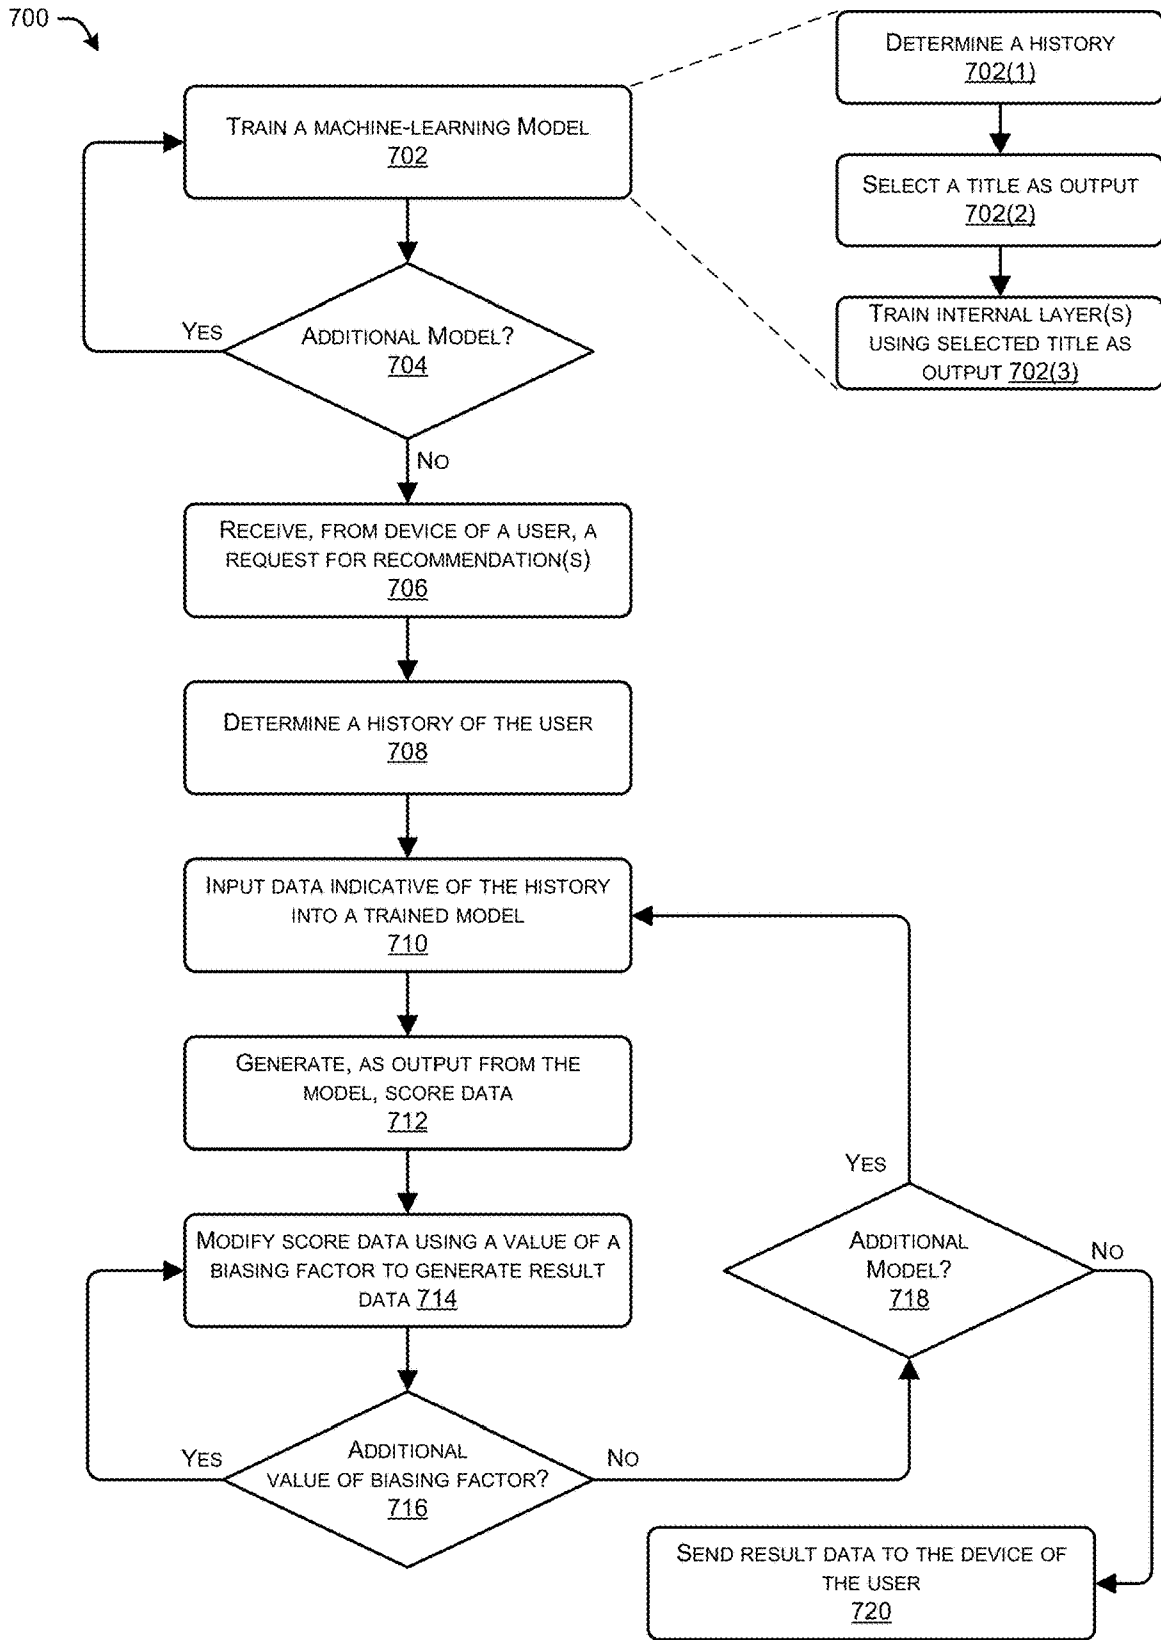 700
TRAIN A MACHINE-LEARNING MODEL
702
DETERMINE A HISTORY
702(1)
SELECT A TITLE AS OUTPUT
702(2)
TRAIN INTERNAL LAYER(S)
USING SELECTED TITLE AS
OUTPUT 702(3)
YES
ADDITIONAL MODEL?
704
NO
RECEIVE, FROM DEVICE OF A USER, A
REQUEST FOR RECOMMENDATION(S)
706
DETERMINE A HISTORY OF THE USER
708
INPUT DATA INDICATIVE OF THE HISTORY
INTO A TRAINED MODEL
710
GENERATE, AS OUTPUT FROM THE
MODEL, SCORE DATA
712
MODIFY SCORE DATA USING A VALUE OF A
BIASING FACTOR TO GENERATE RESULT
DATA 714
YES
ADDITIONAL
VALUE OF BIASING FACTOR?
716
NO
YES
ADDITIONAL
MODEL?
718
NO
SEND RESULT DATA TO THE DEVICE OF
THE USER
720